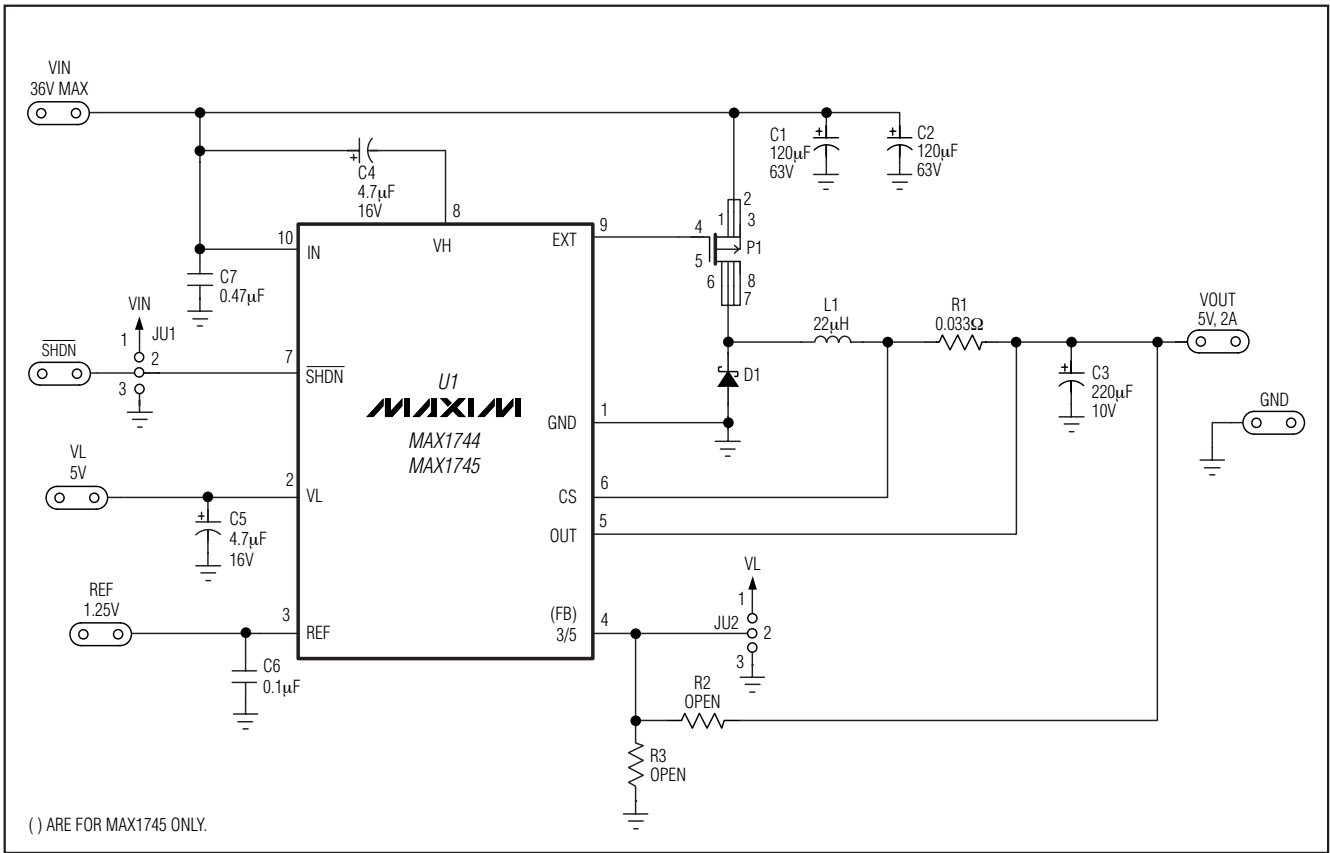 VIN
36V MAX
C1
120µF
63V
C2
120µF
63V
C4
4.7µF
16V
8
VH
10
IN
EXT
9
4
5
1
2
3
P1
6
8
7
C7
0.47µF
VIN
1
JU1
2
3
SHDN
7
SHDN
U1
MAXIM
MAX1744
MAX1745
L1
22µH
R1
0.033Ω
VOUT
5V, 2A
D1
C3
220µF
10V
GND
GND
1
VL
5V
2
VL
C5
4.7µF
16V
CS
6
OUT
5
REF
1.25V
3
REF
C6
0.1µF
(FB)
3/5
4
VL
1
JU2
2
3
R2
OPEN
R3
OPEN
( ) ARE FOR MAX1745 ONLY.